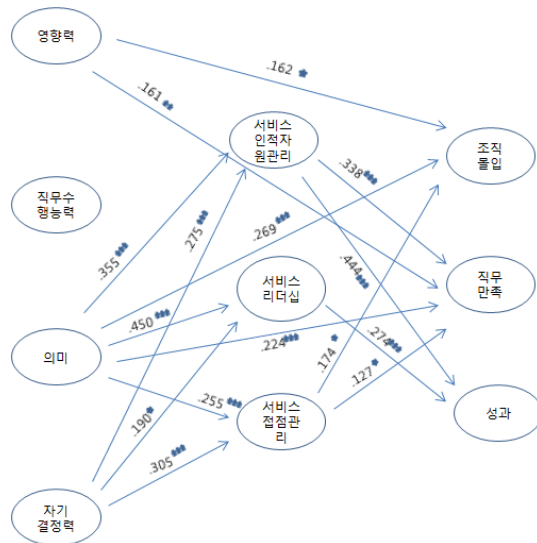 영향력
.162 *
.161 **
서비스
인적자
원관리
조직
몰입
.338***
직무수
행능력
.275***
.269***
.355***
.444***
서비스
리더십
직무
만족
.450***
.274***
의미
.224***
.174 *
.127*
.255***
서비스
접점관
리
성과
.190*
.305***
자기
결정력